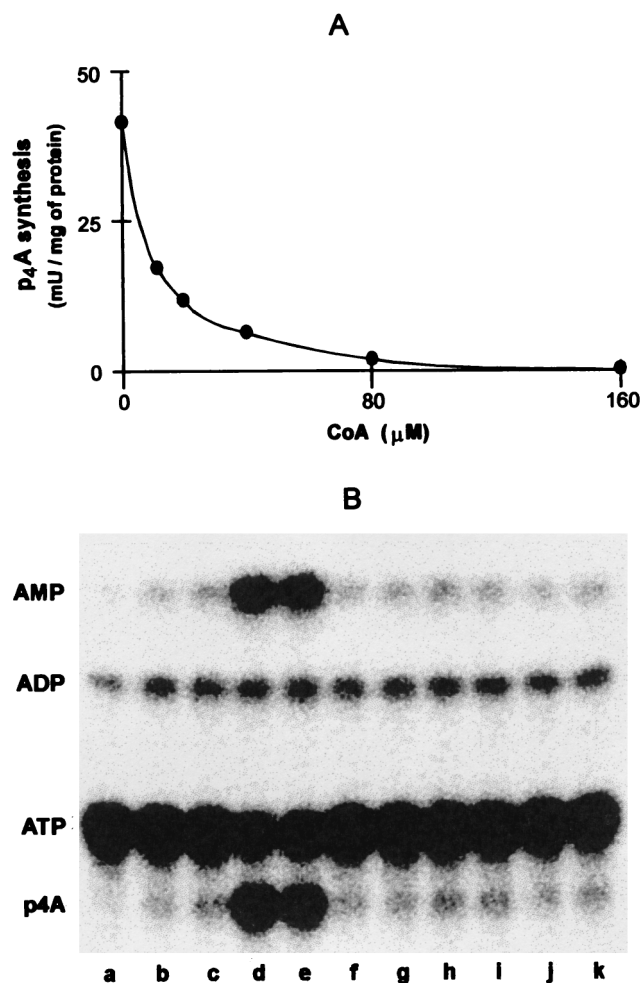 A
50
25
0
p₄A synthesis
(mU / mg of protein)
0
80
160
CoA (μM)
B
AMP
ADP
ATP
p4A
a b c d e f g h i j k